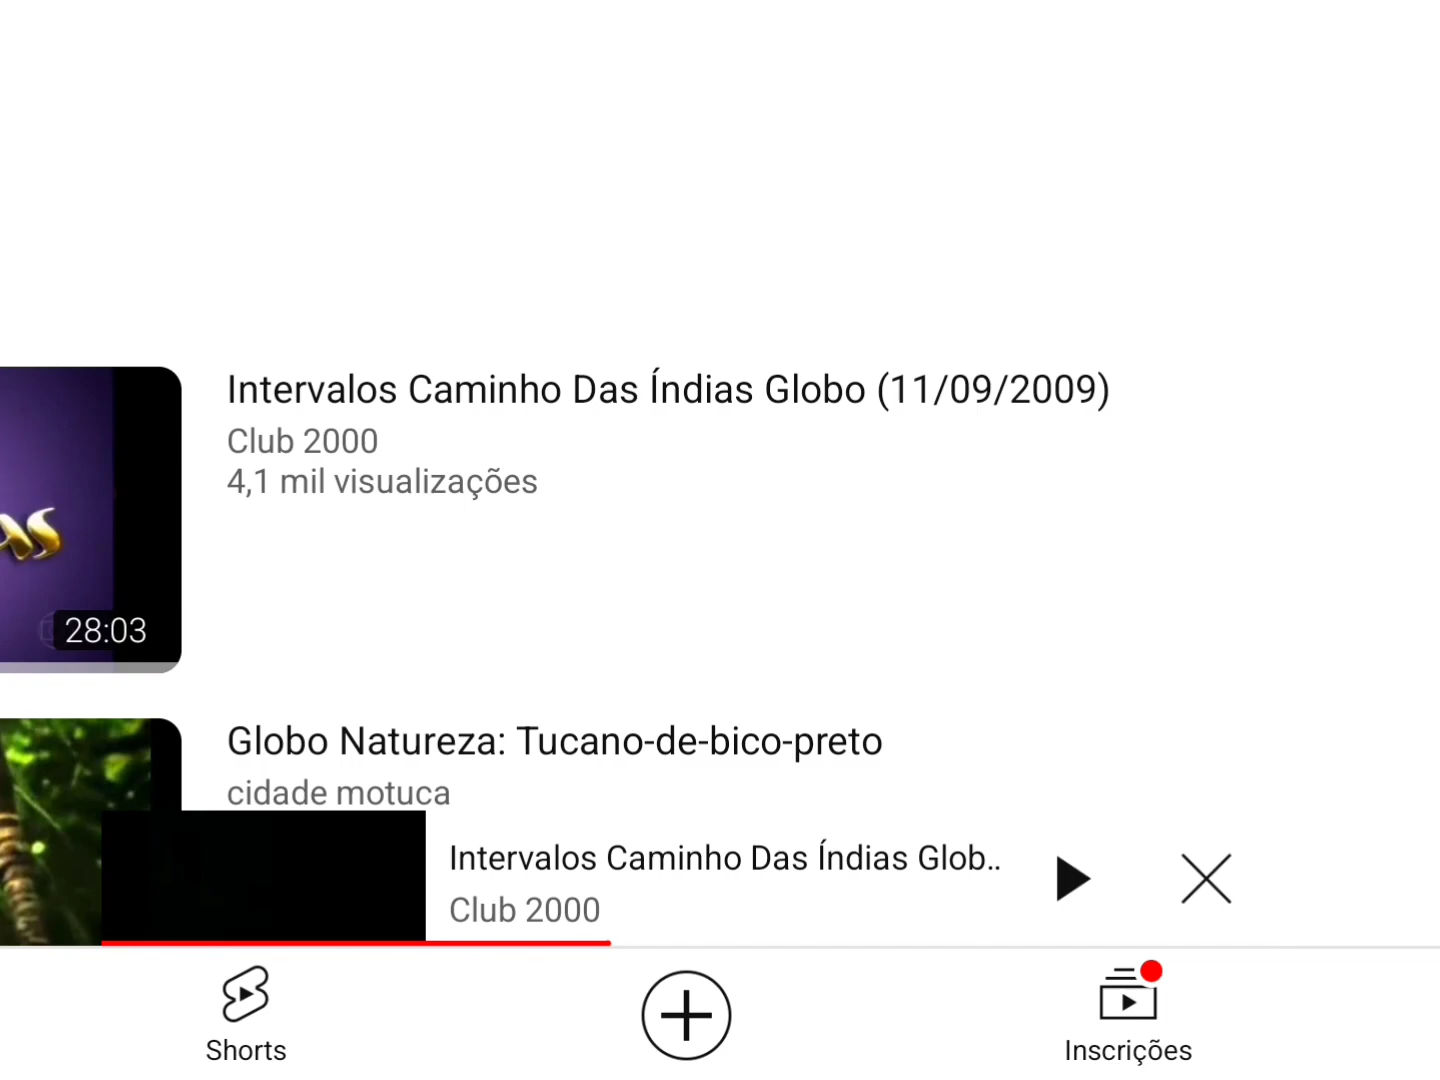 Intervalos Caminho Das Índias Globo (11/09/2009)
Club 2000
4,1 mil visualizações
AS
28:03
Globo Natureza: Tucano-de-bico-preto
cidade motuca
Intervalos Caminho Das Índias Glob..
Club 2000
Shorts
Inscrições